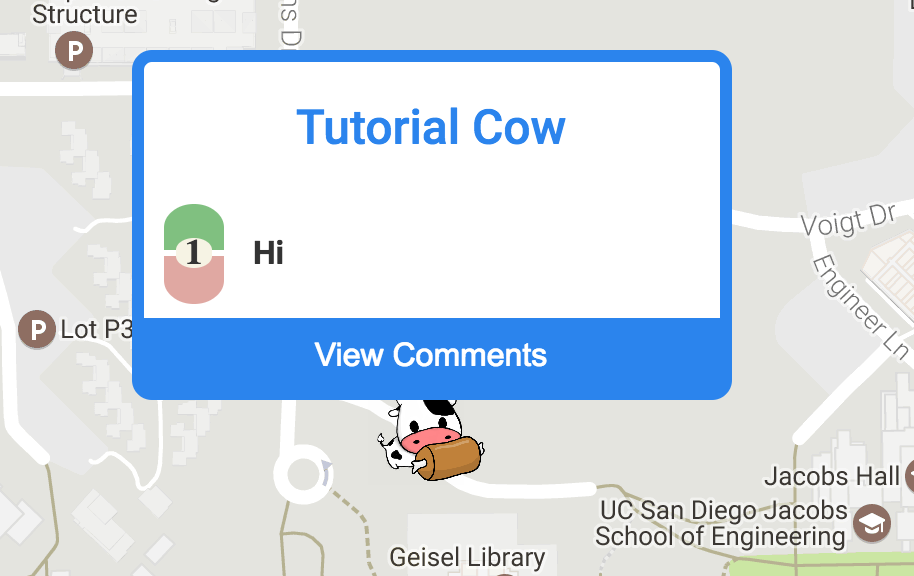 Structure
P
Tutorial Cow
1
Hi
View Comments
Voigt Dr
Engineer Ln
P
Lot P3
Jacobs Hall
UC San Diego Jacobs
School of Engineering
Geisel Library